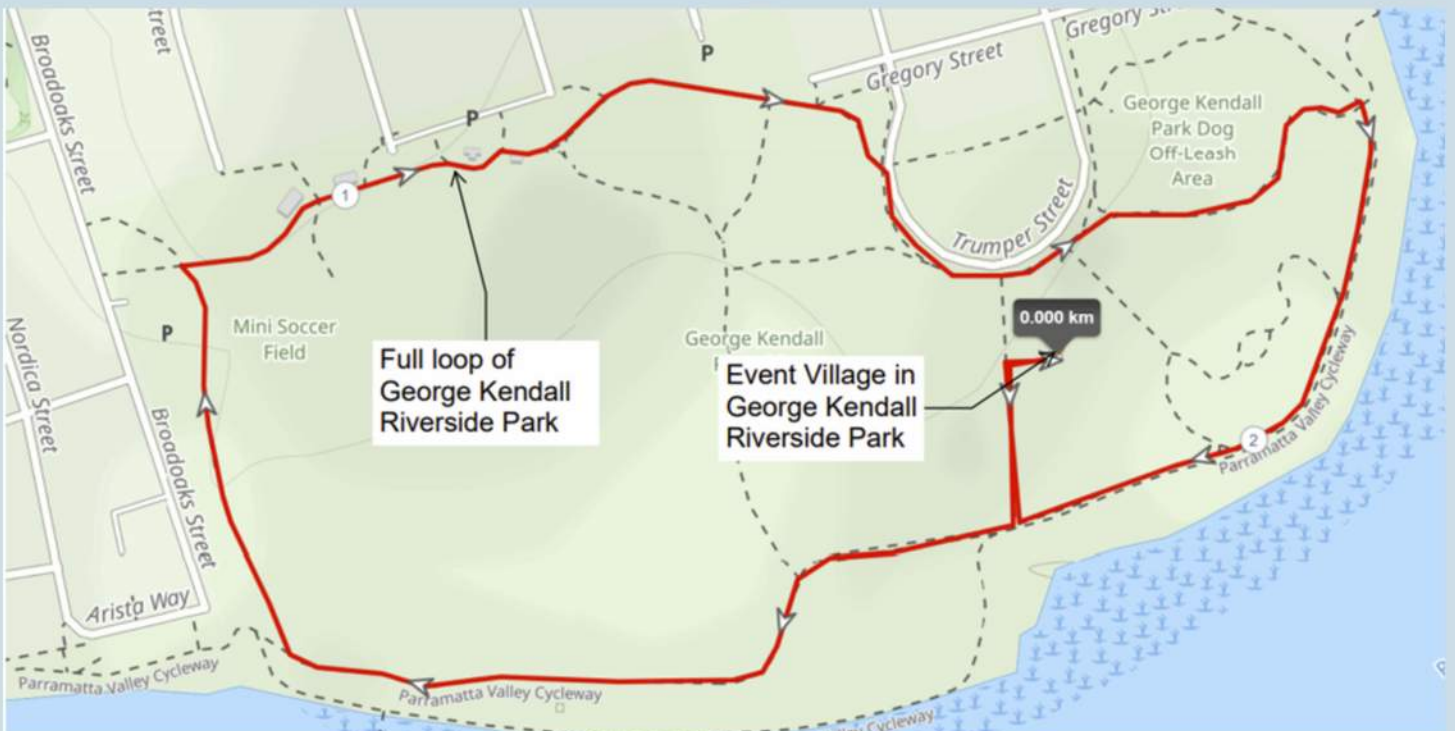 Street
Gregory Street
P
Gregory Street
Broadoaks Street
George Kendall
Park Dog
Off-Leash
Area
P
1
Trumper Street
0.000 km
P
Mini Soccer
Field
George Kendall
Nordica Street
Full loop of
George Kendall
Riverside Park
Event Village in
George Kendall
Riverside Park
Parramatta Valley Cycleway
2
P
Parramatta Valley Cycleway
Broadoaks Street
Arista Way
Parramatta Valley Cycleway
Parramatta Valley Cycleway
Cycleway